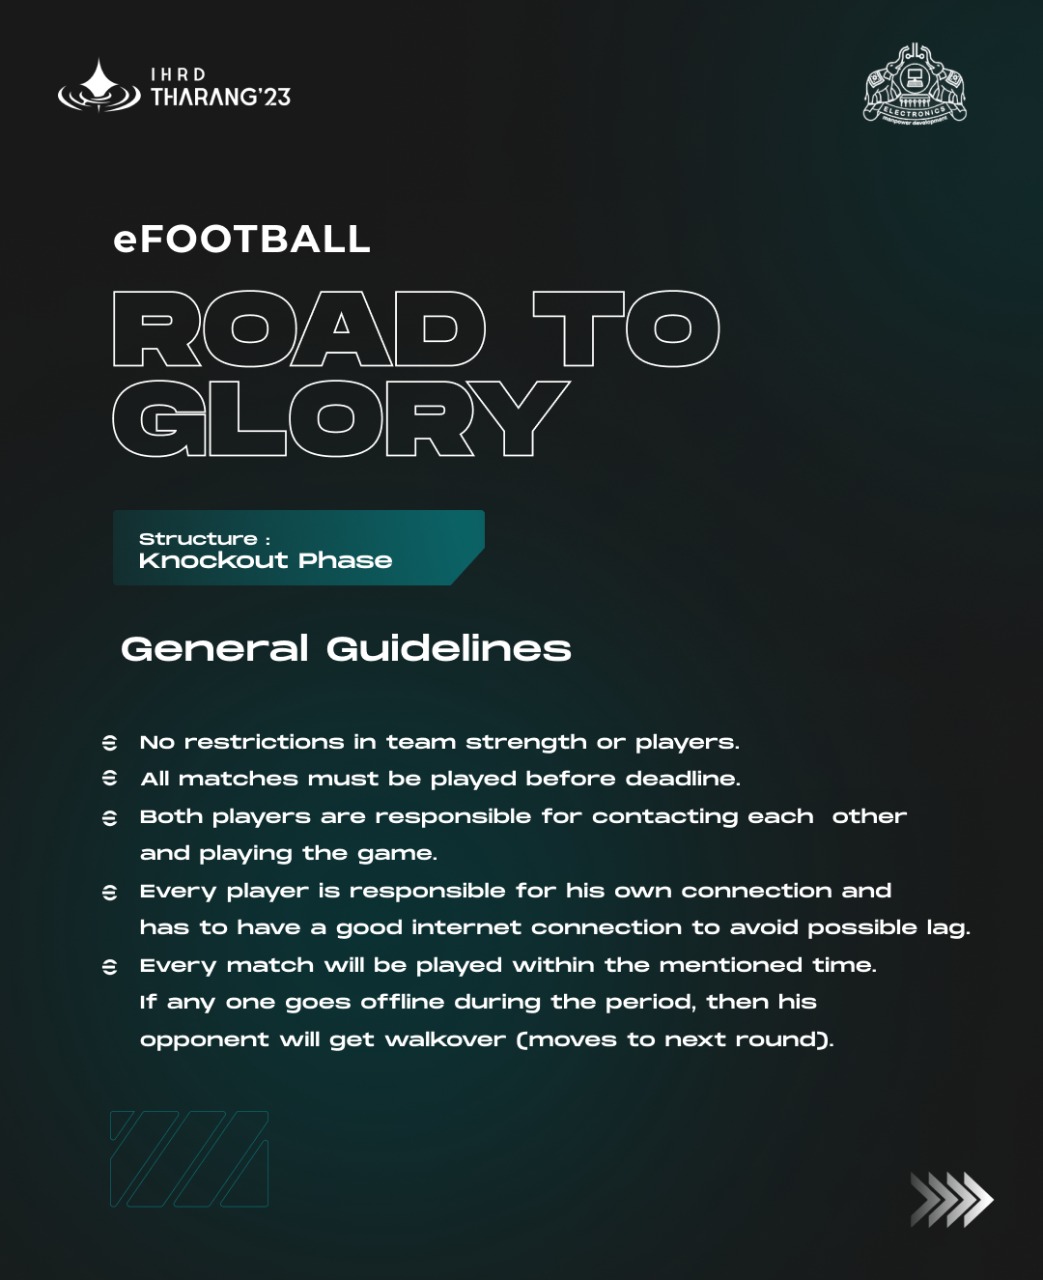 IHRD
THARANG'23
ELECTRONICS
manpower development
eFOOTBALL
ROAD TO
GLORY
Structure :
Knockout Phase
General Guidelines
No restrictions in team strength or players.
All matches must be played before deadline.
Both players are responsible for contacting each other
and playing the game.
Every player is responsible for his own connection and
has to have a good internet connection to avoid possible lag.
Every match will be played within the mentioned time.
If any one goes offline during the period, then his
opponent will get walkover (moves to next round).